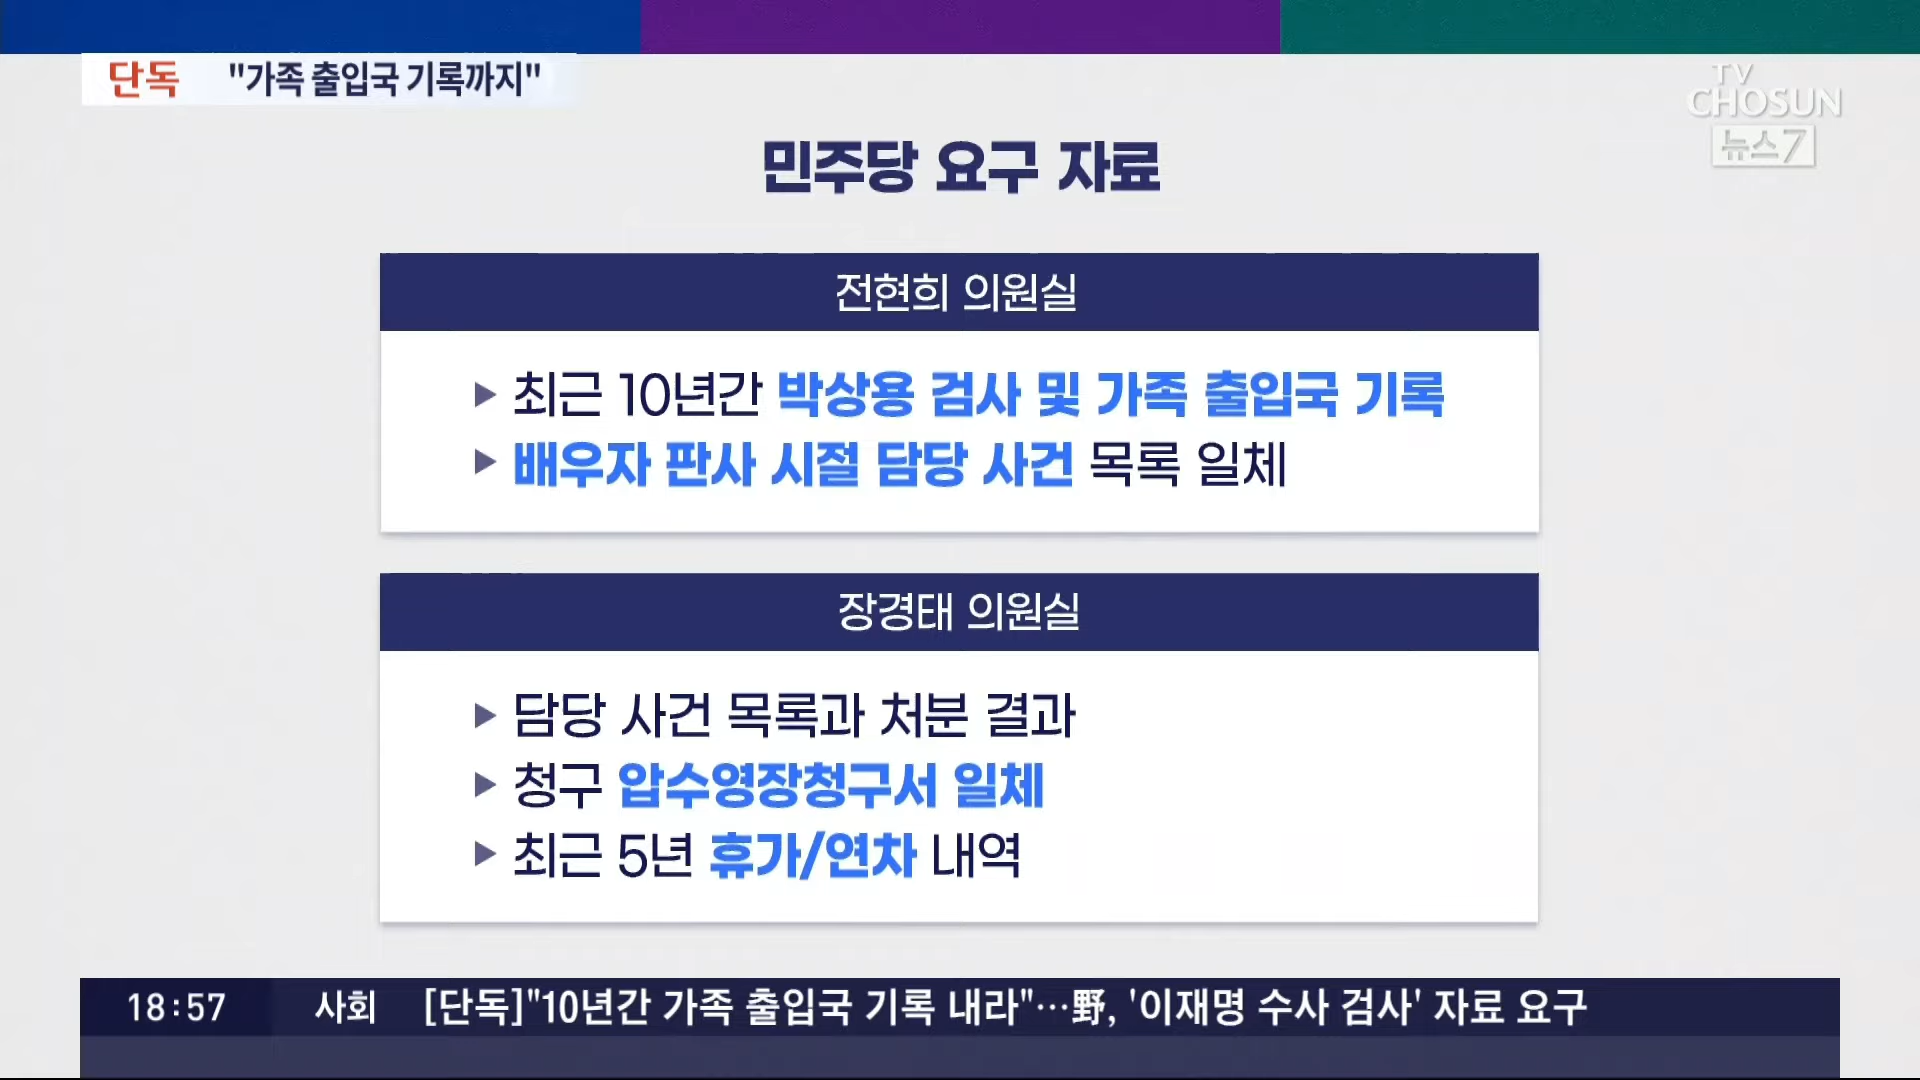 단독 "가족 출입국 기록까지"
TV
CHOSUN
뉴스7
민주당 요구 자료
전현희 의원실
▶ 최근 10년간 박상용 검사 및 가족 출입국 기록
▶ 배우자 판사 시절 담당 사건 목록 일체
장경태 의원실
▶ 담당 사건 목록과 처분 결과
▶ 청구 압수영장청구서 일체
▶ 최근 5년 휴가/연차 내역
18:57 사회 [단독]"10년간 가족 출입국 기록 내라"…野, '이재명 수사 검사' 자료 요구